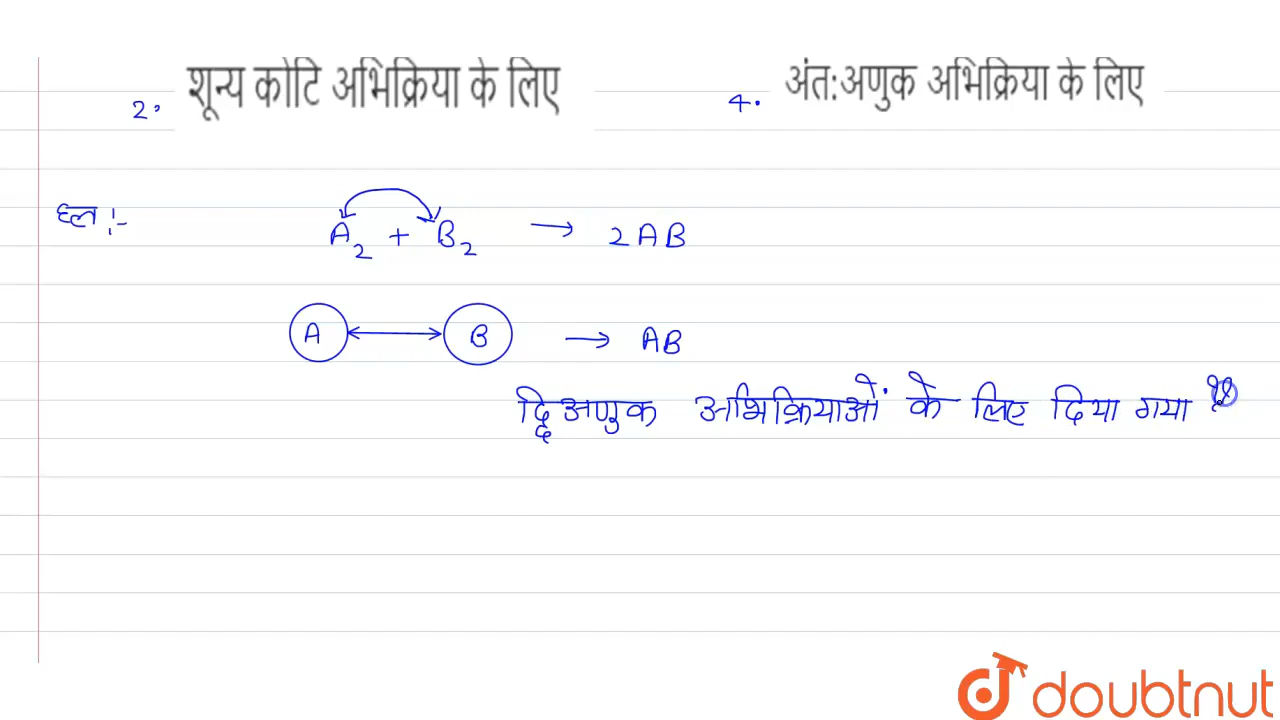 2. शून्य कोटि अभिक्रिया के लिए
4. अंत:अणुक अभिक्रिया के लिए
हल :-
A₂ + B₂ → 2AB
A B → AB
द्विअणुक अभिक्रियाओं के लिए दिया गया है
doubtnut